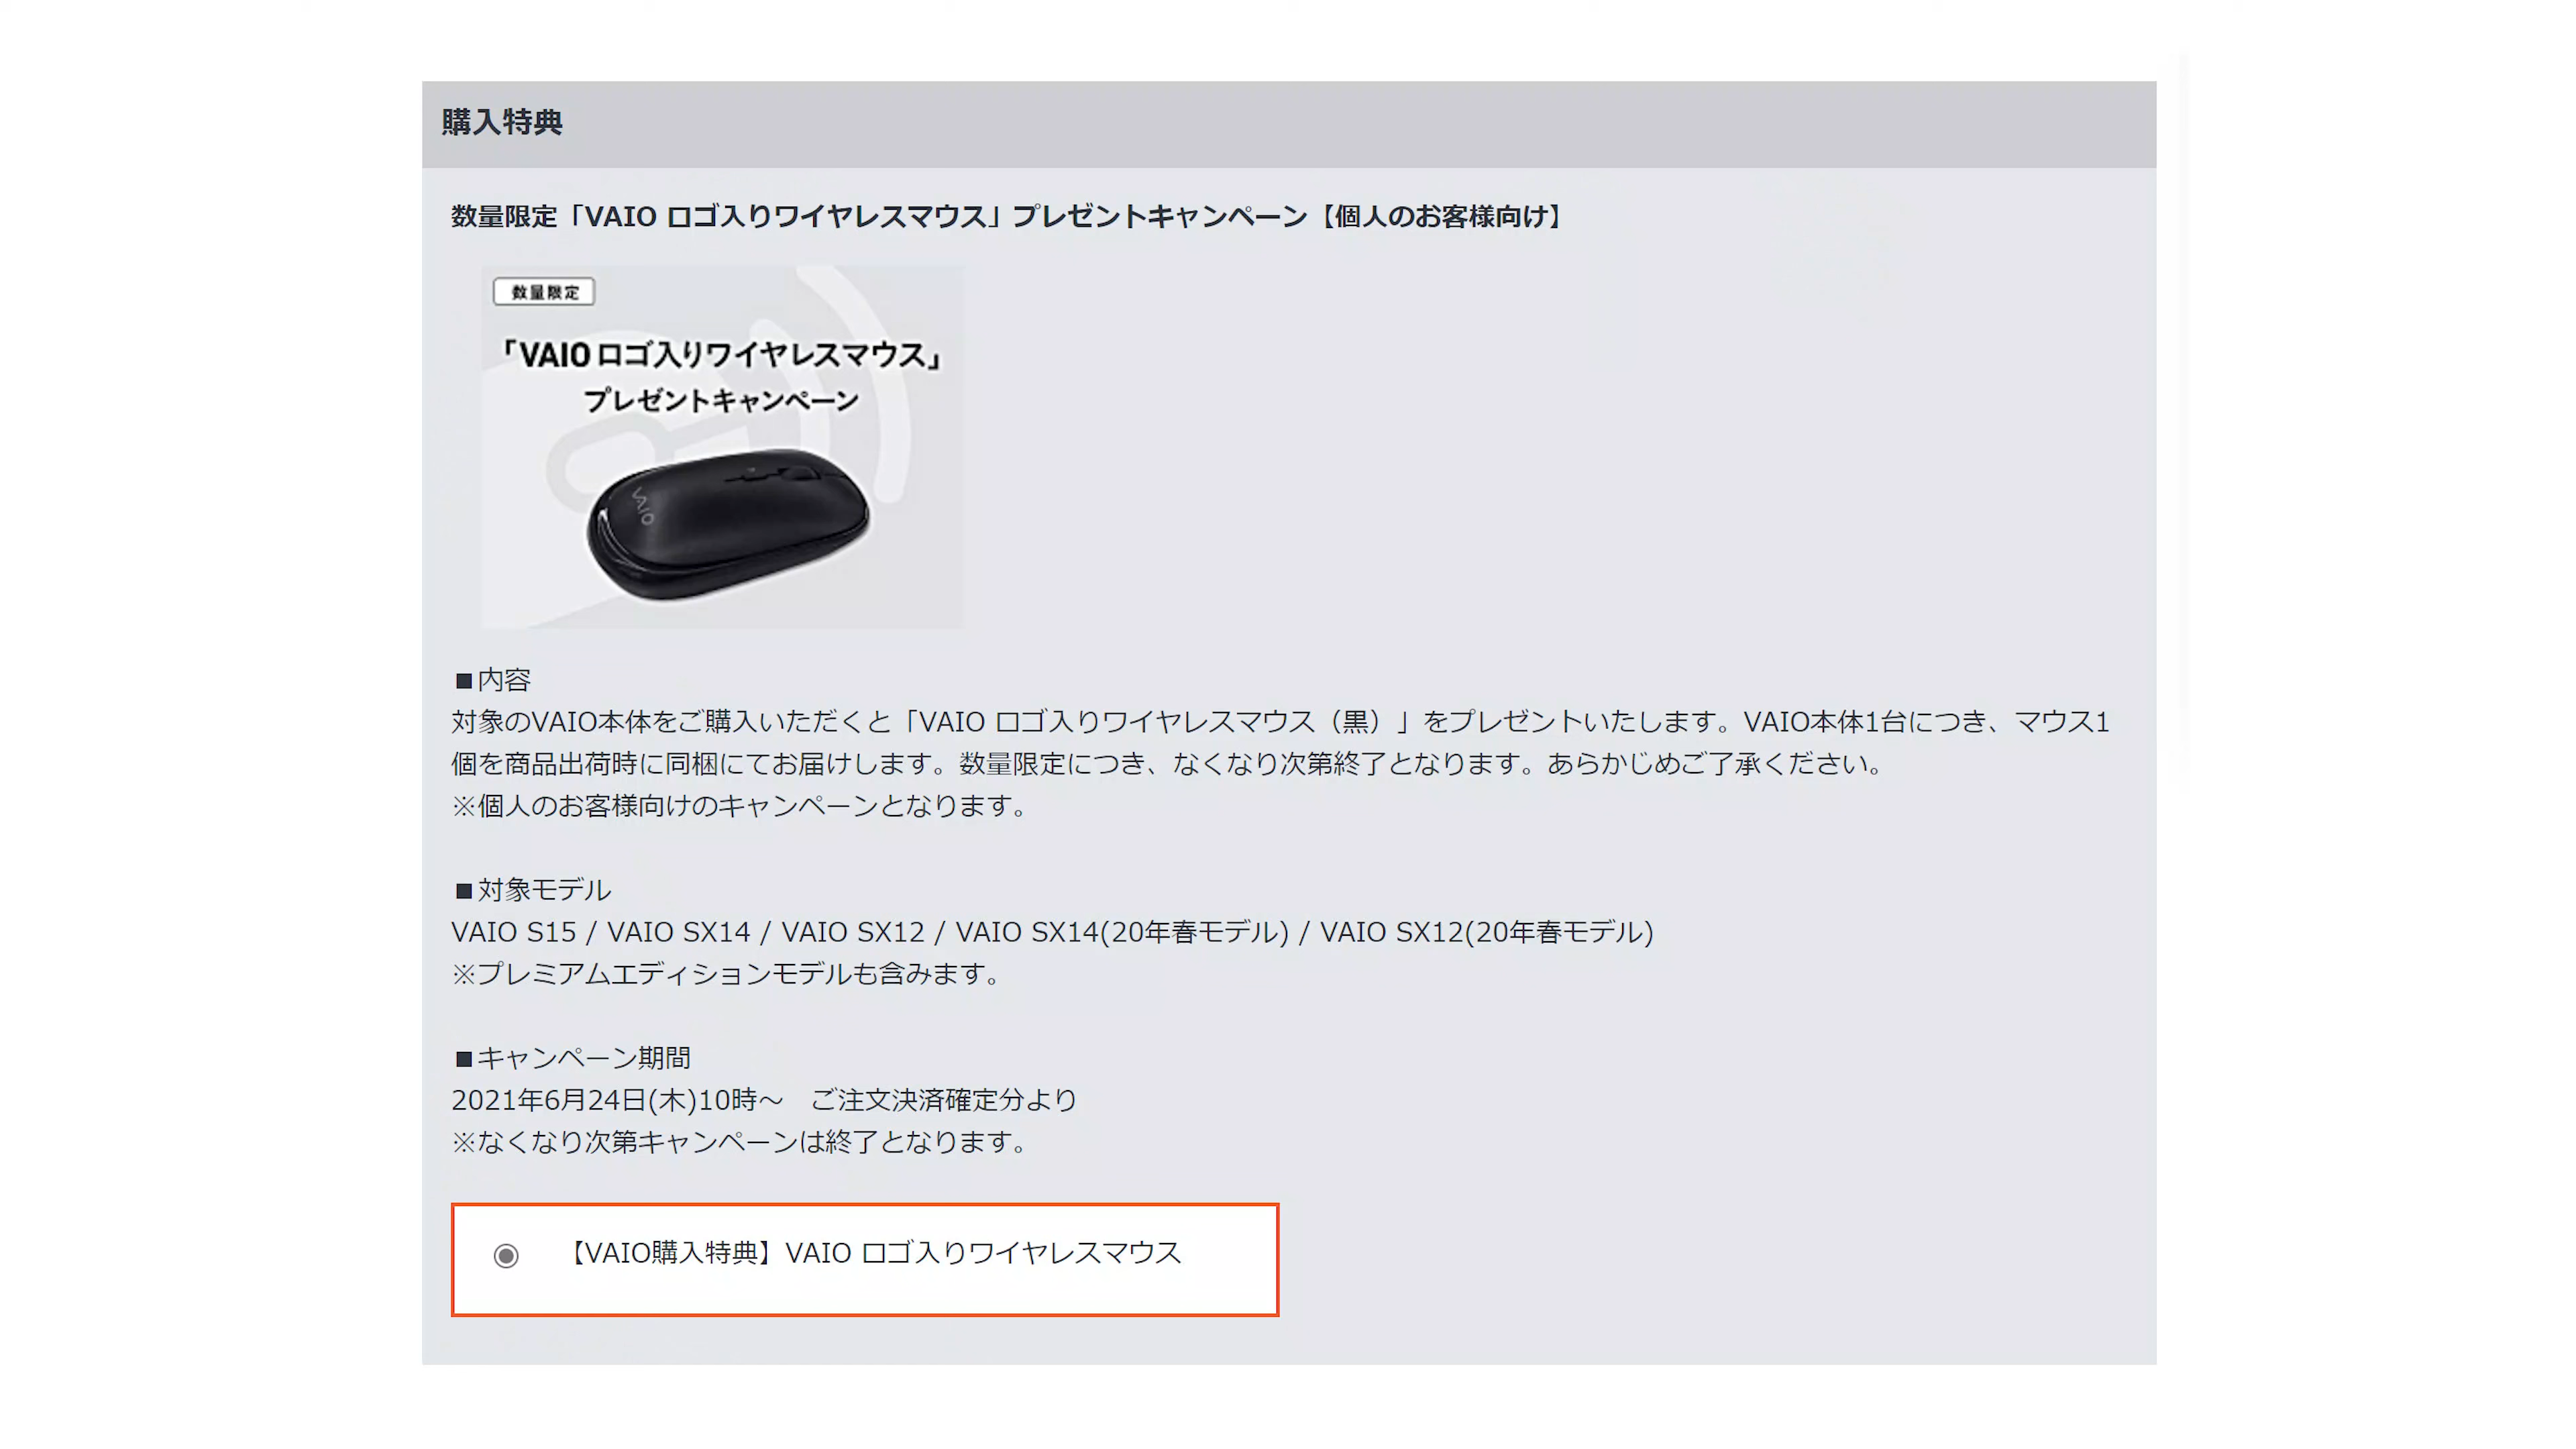 購入特典
数量限定「VAIO ロゴ入りワイヤレスマウス」プレゼントキャンペーン【個人のお客様向け】
数量限定
「VAIO ロゴ入りワイヤレスマウス」
プレゼントキャンペーン
VAIO
■内容
対象のVAIO本体をご購入いただくと「VAIO ロゴ入りワイヤレスマウス（黒）」をプレゼントいたします。VAIO本体1台につき、マウス1
個を商品出荷時に同梱にてお届けします。数量限定につき、なくなり次第終了となります。あらかじめご了承ください。
※個人のお客様向けのキャンペーンとなります。
■対象モデル
VAIO S15 / VAIO SX14 / VAIO SX12 / VAIO SX14(20年春モデル) / VAIO SX12(20年春モデル)
※プレミアムエディションモデルも含みます。
■キャンペーン期間
2021年6月24日(木)10時～　ご注文決済確定分より
※なくなり次第キャンペーンは終了となります。
【VAIO購入特典】VAIO ロゴ入りワイヤレスマウス